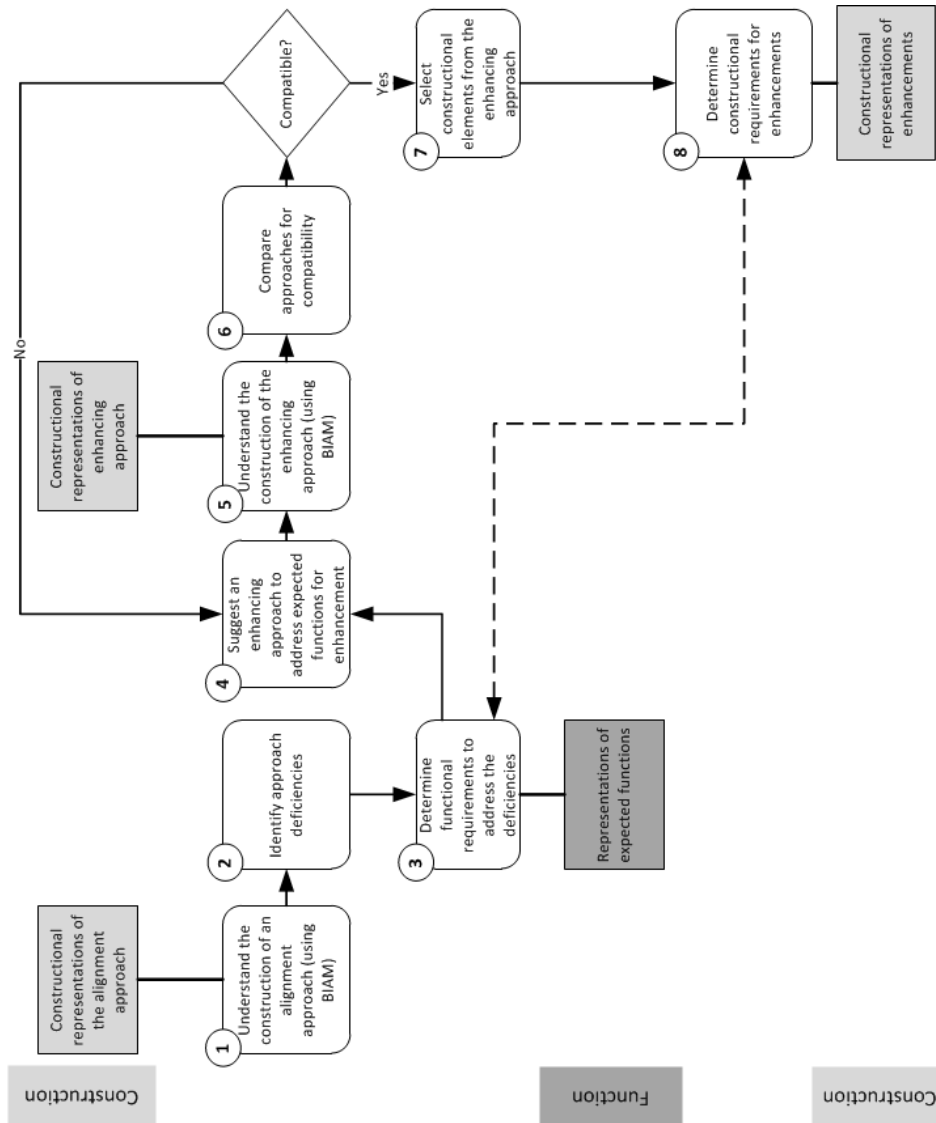 Construction
Constructional
representations of
the alignment
approach
Constructional
representations of
enhancing
approach
No
1
Understand the
construction of an
alignment
approach (using
BIAM)
2
Identify approach
deficiencies
4
Suggest an
enhancing
approach to
address expected
functions for
enhancement
5
Understand the
construction of the
enhancing
approach (using
BIAM)
6
Compare
approaches for
compatibility
Compatible?
Yes
3
Determine
functional
requirements to
address the
deficiencies
7
Select
constructional
elements from the
enhancing
approach
Function
Representations of
expected functions
8
Determine
constructional
requirements for
enhancements
Construction
Constructional
representations of
enhancements